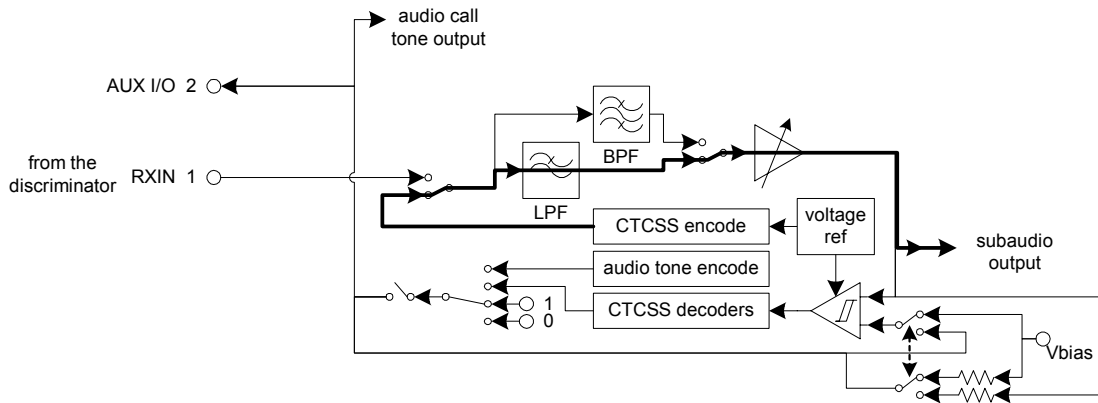 audio call
tone output
AUX I/O 2
BPF
from the
discriminator
RXIN 1
LPF
CTCSS encode
voltage
ref
subaudio
output
audio tone encode
CTCSS decoders
1
0
Vbias